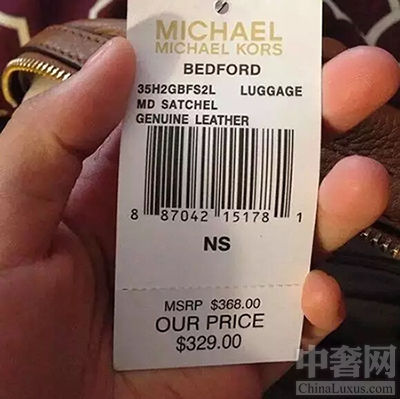 MICHAEL
MICHAEL KORS
BEDFORD
35H2GBFS2L LUGGAGE
MD SATCHEL
GENUINE LEATHER
8 87042 15178 1
NS
MSRP $368.00
OUR PRICE
$329.00
中奢网
ChinaLuxus.com